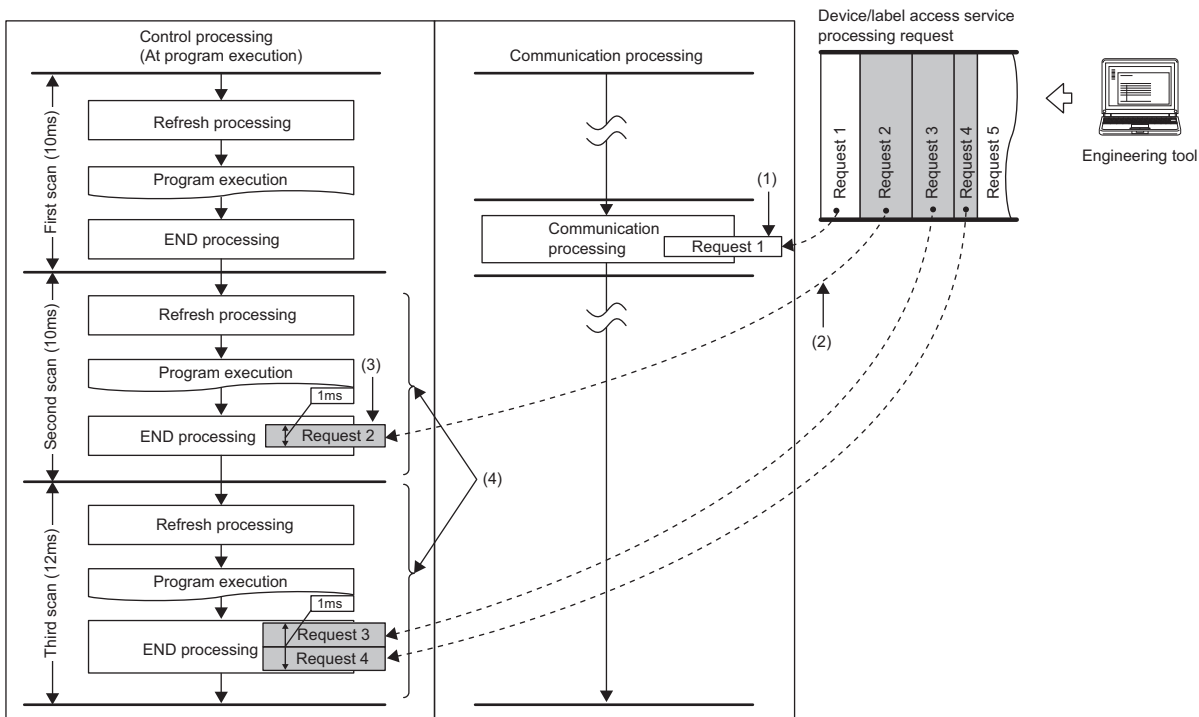 Control processing
(At program execution)
Communication processing
Device/label access service
processing request
First scan (10ms)
Refresh processing
Program execution
END processing
Communication
processing
Request 1
(1)
Request 1
Request 2
Request 3
Request 4
Request 5
Engineering tool
(2)
Second scan (10ms)
Refresh processing
Program execution
1ms
(3)
END processing
Request 2
(4)
Third scan (12ms)
Refresh processing
Program execution
1ms
END processing
Request 3
Request 4